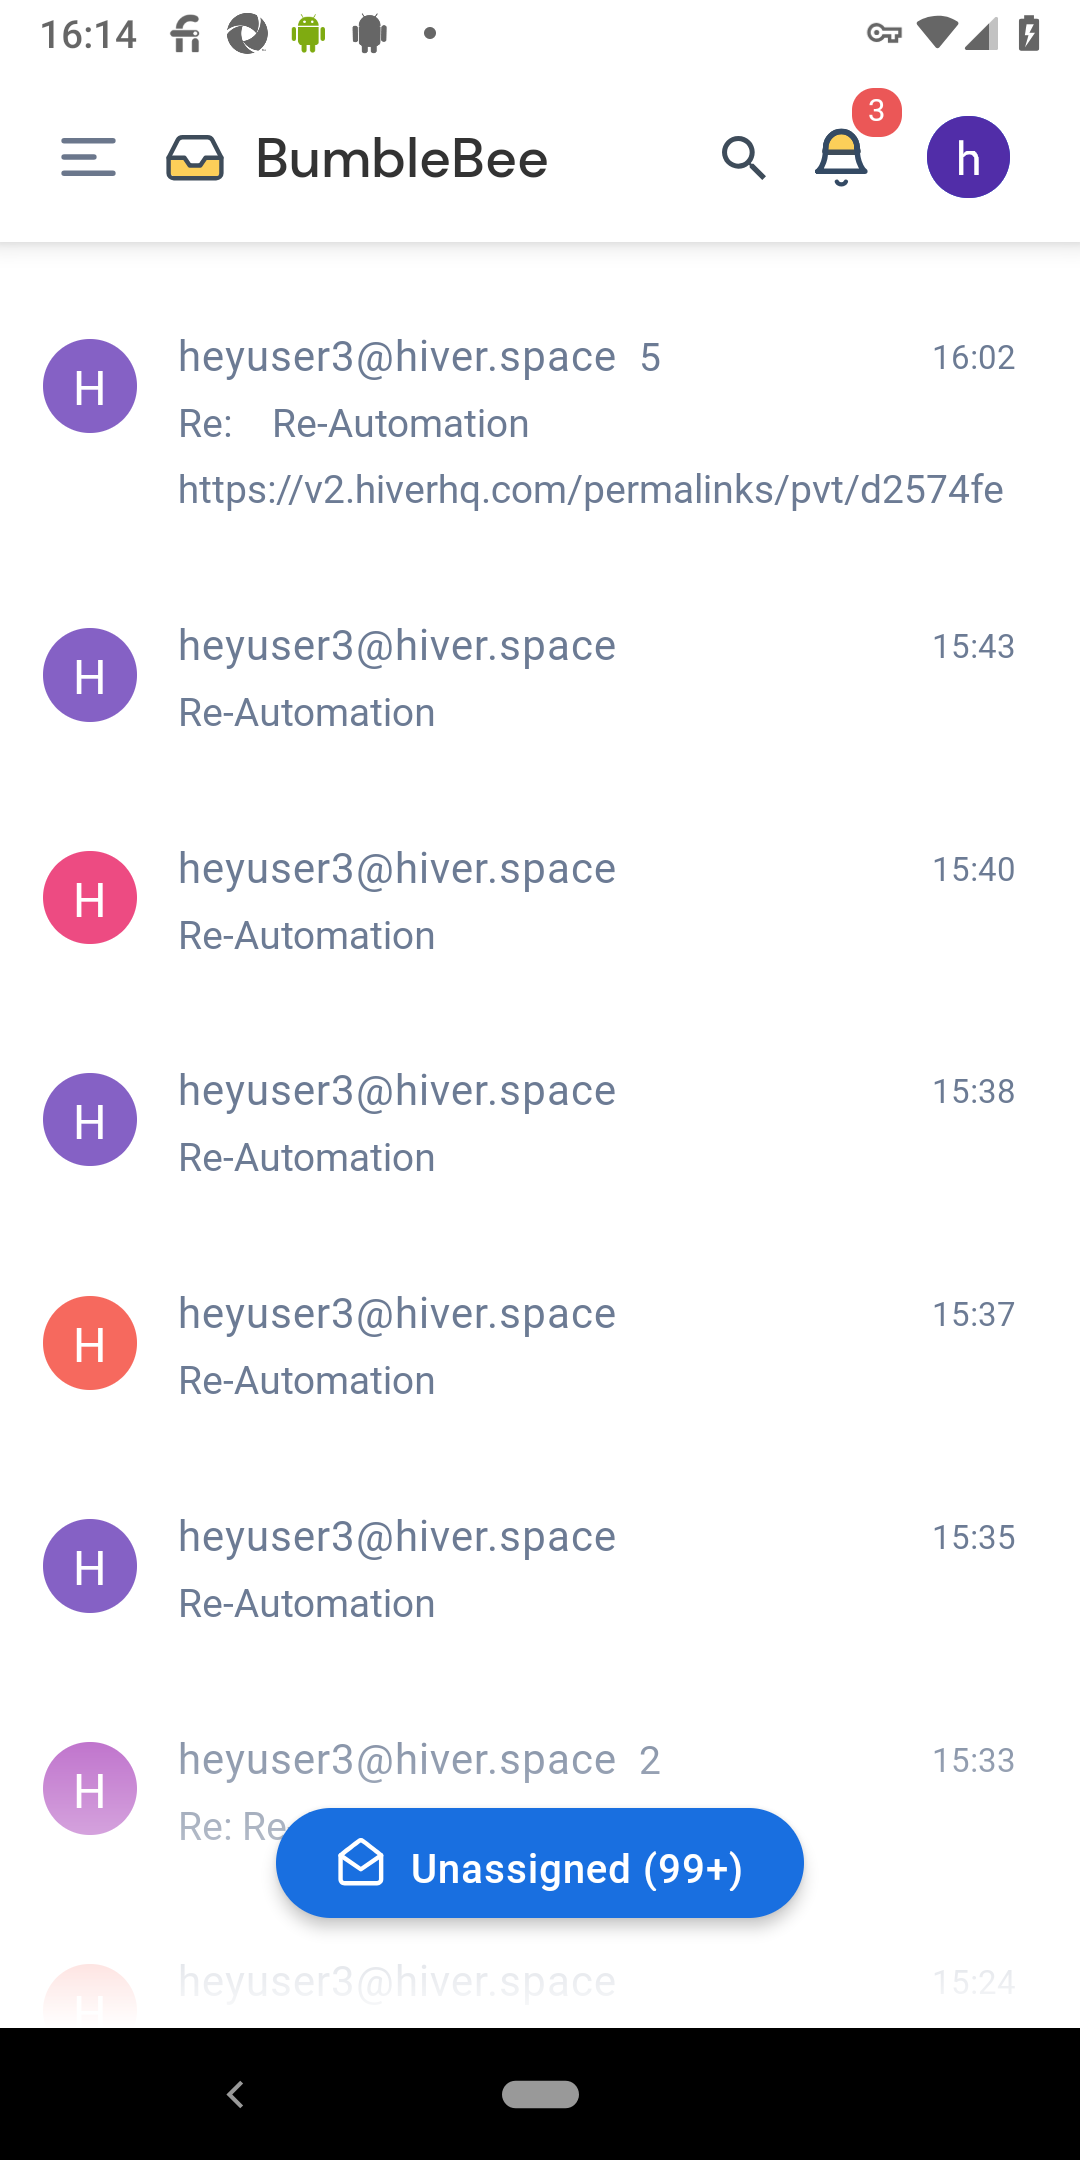 16:14
BumbleBee
3
h
H
heyuser3@hiver.space 5
16:02
Re: Re-Automation
https://v2.hiverhq.com/permalinks/pvt/d2574fe
H
heyuser3@hiver.space
15:43
Re-Automation
H
heyuser3@hiver.space
15:40
Re-Automation
H
heyuser3@hiver.space
15:38
Re-Automation
H
heyuser3@hiver.space
15:37
Re-Automation
H
heyuser3@hiver.space
15:35
Re-Automation
H
heyuser3@hiver.space 2
15:33
Re: Re-
Unassigned (99+)
H
heyuser3@hiver.space
15:24